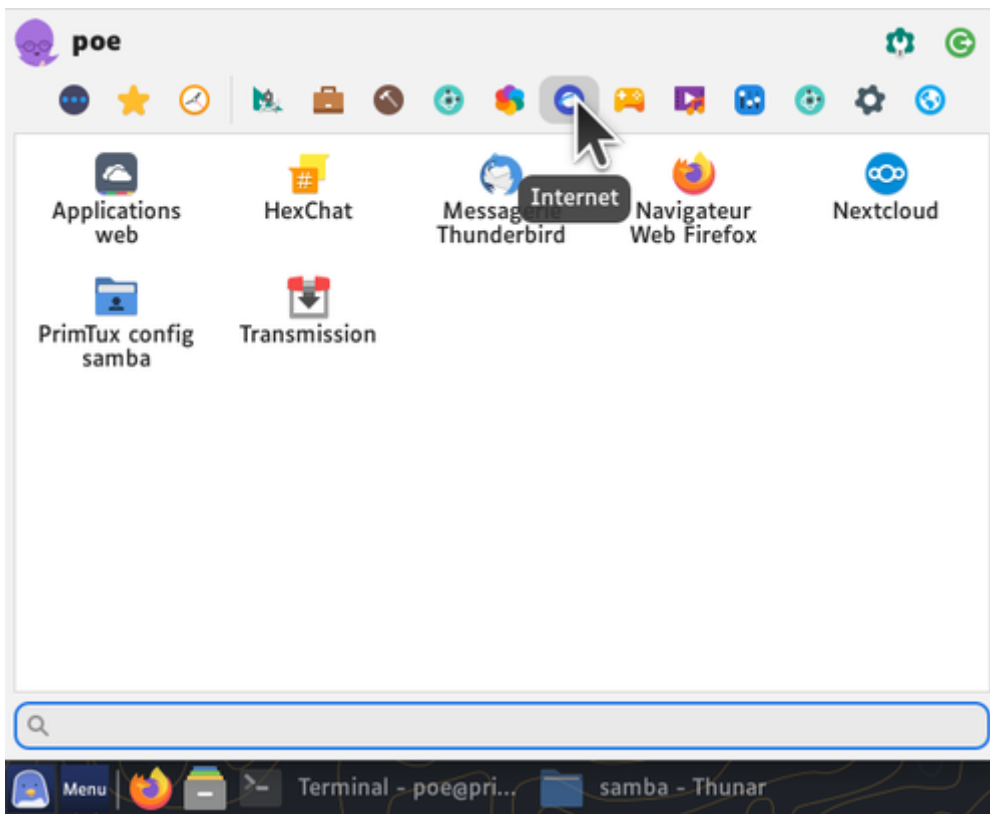 poe
Internet
Applications
web
HexChat
Messagerie
Thunderbird
Navigateur
Web Firefox
Nextcloud
PrimTux config
samba
Transmission
Menu
Terminal - poe@pri...
samba - Thunar